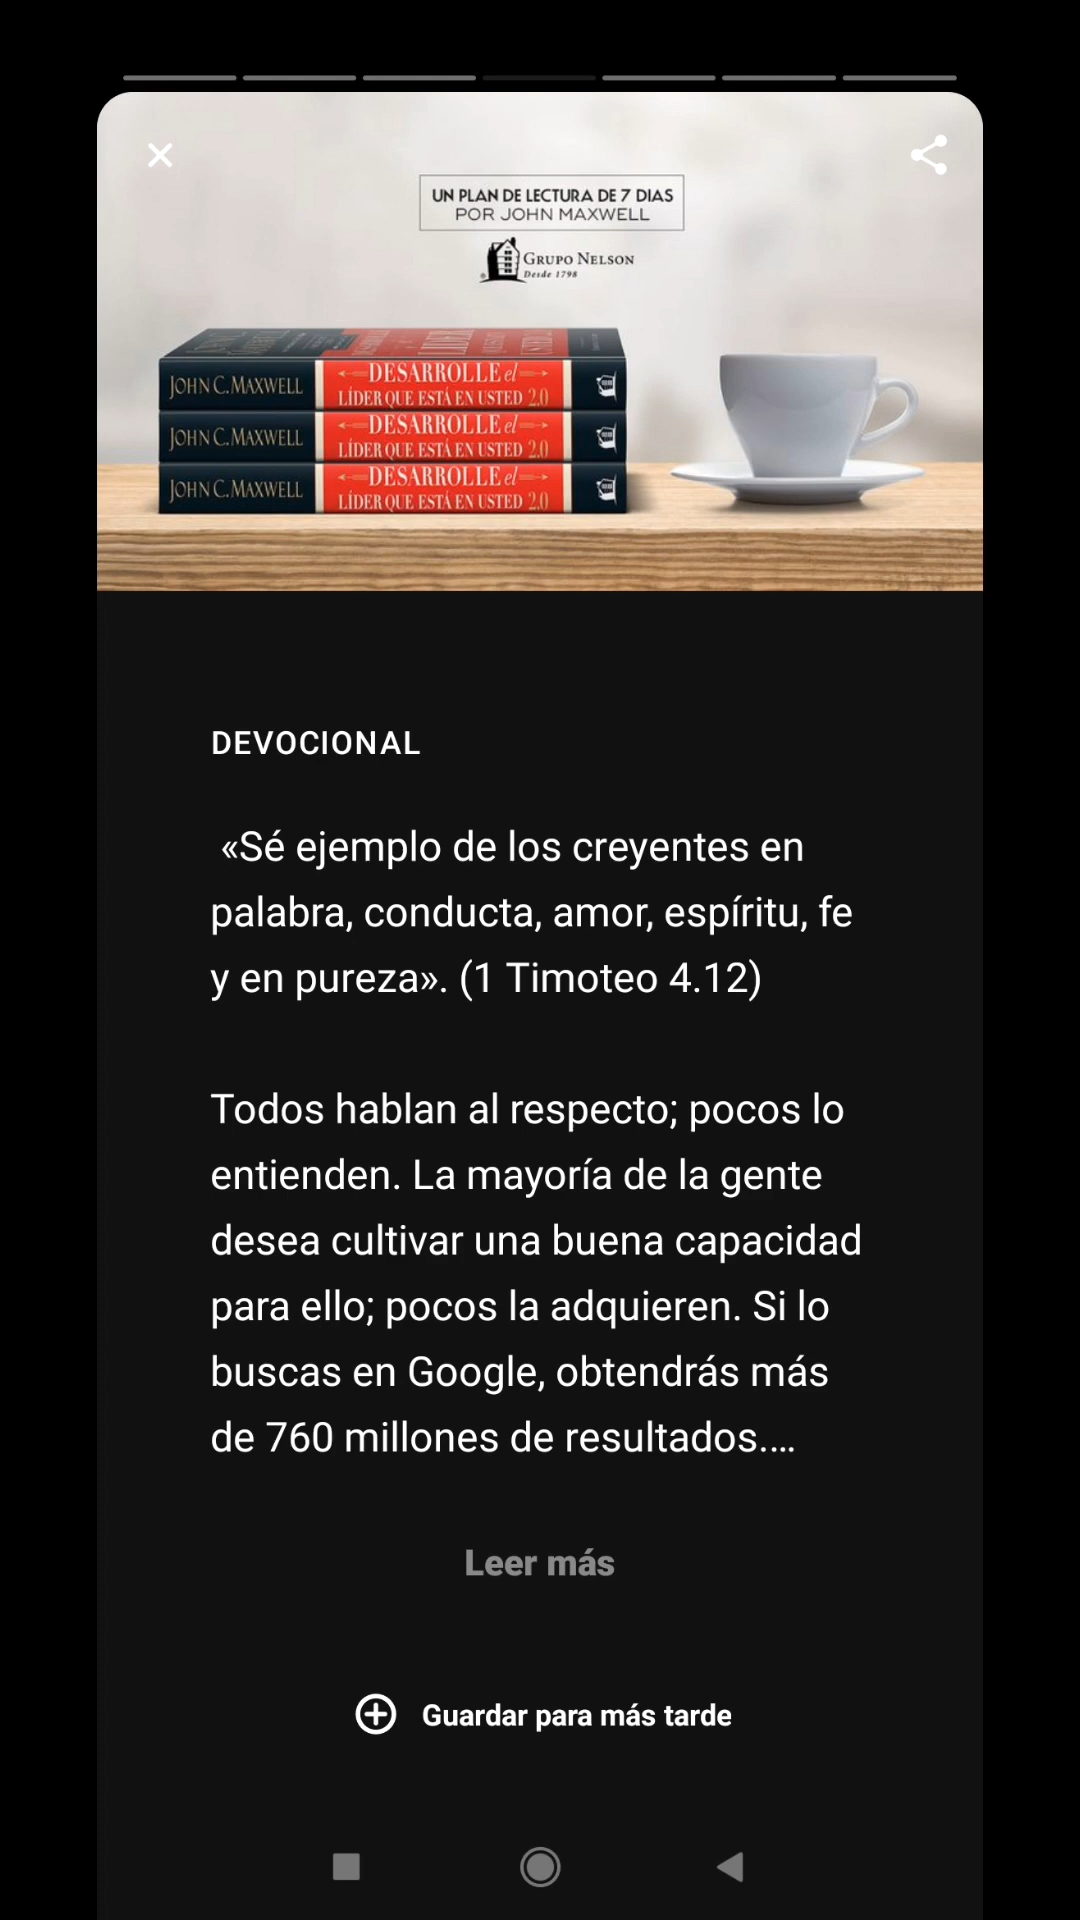 UN PLAN DE LECTURA DE 7 DIAS
POR JOHN MAXWELL
GRUPO NELSON
Desde 1798
JOHN C. MAXWELL
DESARROLLE el
LÍDER QUE ESTÁ EN USTED 2.0
JOHN C. MAXWELL
DESARROLLE el
LÍDER QUE ESTÁ EN USTED 2.0
JOHN C. MAXWELL
DESARROLLE el
LÍDER QUE ESTÁ EN USTED 2.0
DEVOCIONAL
«Sé ejemplo de los creyentes en
palabra, conducta, amor, espíritu, fe
y en pureza». (1 Timoteo 4.12)
Todos hablan al respecto; pocos lo
entienden. La mayoría de la gente
desea cultivar una buena capacidad
para ello; pocos la adquieren. Si lo
buscas en Google, obtendrás más
de 760 millones de resultados.…
Leer más
Guardar para más tarde